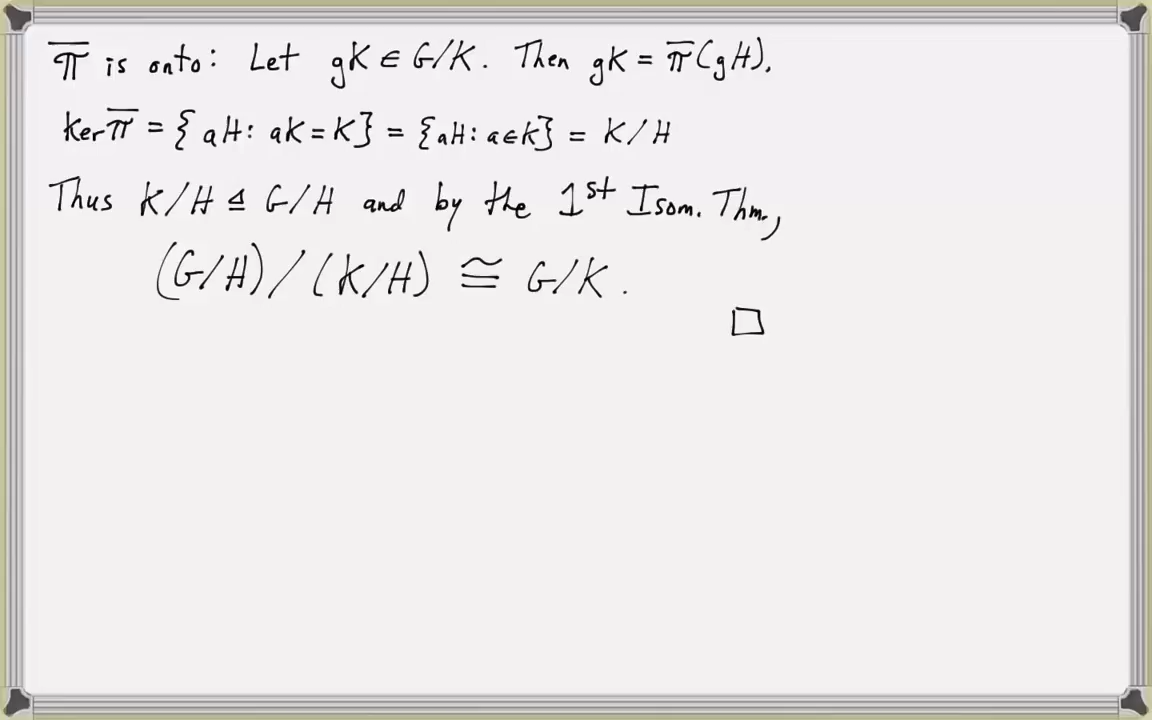 π̅ is onto: Let gK ∈ G/K. Then gK = π̅(gH).
ker π̅ = {aH: aK = K} = {aH: a∈K} = K/H
Thus K/H ⊴ G/H and by the 1st Isom. Thm.,
(G/H)/(K/H) ≅ G/K.
□